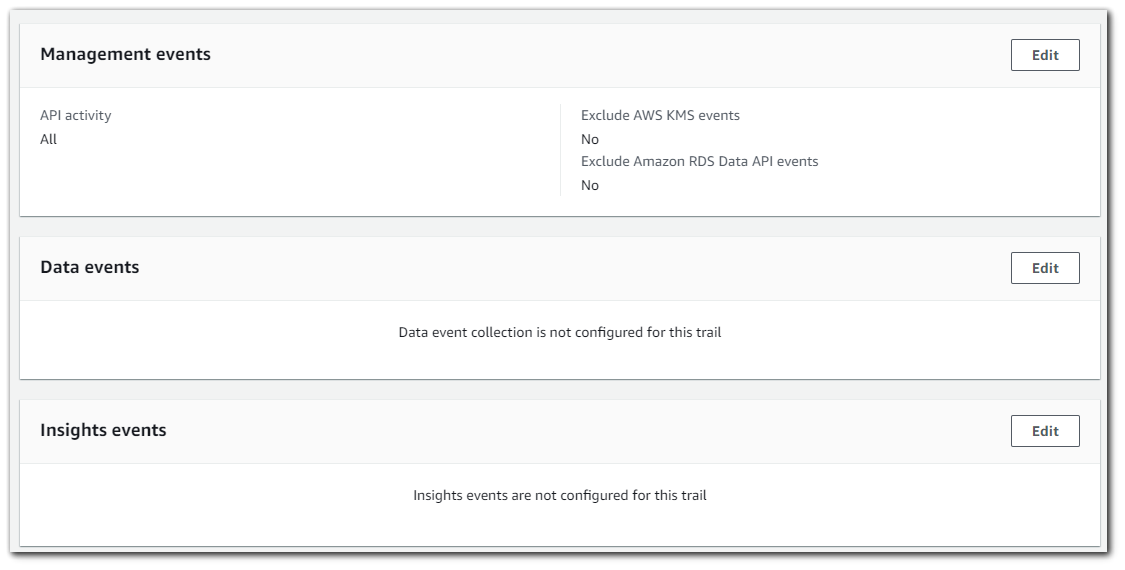 Management events
Edit
API activity
All
Exclude AWS KMS events
No
Exclude Amazon RDS Data API events
No
Data events
Edit
Data event collection is not configured for this trail
Insights events
Edit
Insights events are not configured for this trail